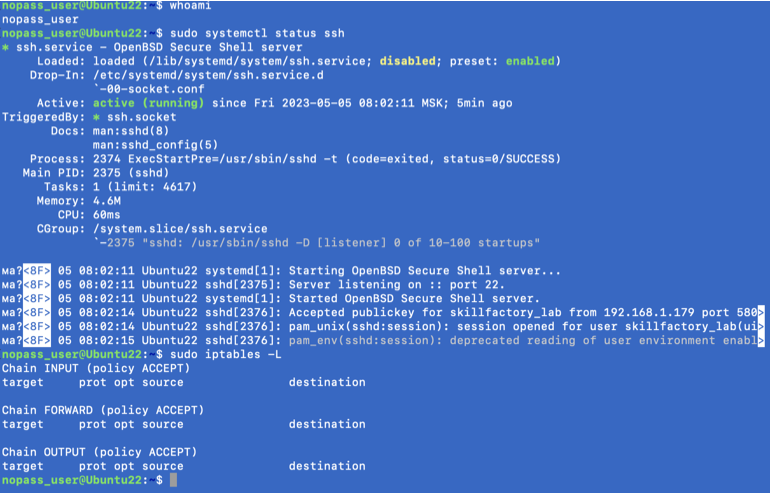 nopass_user@Ubuntu22:~$ whoami
nopass_user
nopass_user@Ubuntu22:~$ sudo systemctl status ssh
* ssh.service - OpenBSD Secure Shell server
     Loaded: loaded (/lib/systemd/system/ssh.service; disabled; preset: enabled)
    Drop-In: /etc/systemd/system/ssh.service.d
             `-00-socket.conf
     Active: active (running) since Fri 2023-05-05 08:02:11 MSK; 5min ago
TriggeredBy: * ssh.socket
       Docs: man:sshd(8)
             man:sshd_config(5)
    Process: 2374 ExecStartPre=/usr/sbin/sshd -t (code=exited, status=0/SUCCESS)
   Main PID: 2375 (sshd)
      Tasks: 1 (limit: 4617)
     Memory: 4.6M
        CPU: 60ms
     CGroup: /system.slice/ssh.service
             `-2375 "sshd: /usr/sbin/sshd -D [listener] 0 of 10-100 startups"
ма?<8F> 05 08:02:11 Ubuntu22 systemd[1]: Starting OpenBSD Secure Shell server...
ма?<8F> 05 08:02:11 Ubuntu22 sshd[2375]: Server listening on :: port 22.
ма?<8F> 05 08:02:11 Ubuntu22 systemd[1]: Started OpenBSD Secure Shell server.
ма?<8F> 05 08:02:14 Ubuntu22 sshd[2376]: Accepted publickey for skillfactory_lab from 192.168.1.179 port 580>
ма?<8F> 05 08:02:14 Ubuntu22 sshd[2376]: pam_unix(sshd:session): session opened for user skillfactory_lab(ui>
ма?<8F> 05 08:02:15 Ubuntu22 sshd[2376]: pam_env(sshd:session): deprecated reading of user environment enabl>
nopass_user@Ubuntu22:~$ sudo iptables -L
Chain INPUT (policy ACCEPT)
target     prot opt source               destination
Chain FORWARD (policy ACCEPT)
target     prot opt source               destination
Chain OUTPUT (policy ACCEPT)
target     prot opt source               destination
nopass_user@Ubuntu22:~$